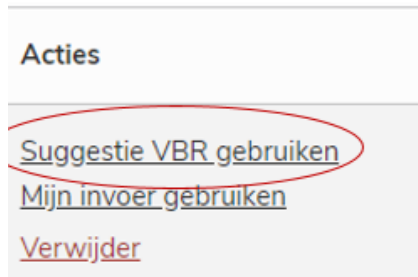 Acties
Suggestie VBR gebruiken
Mijn invoer gebruiken
Verwijder